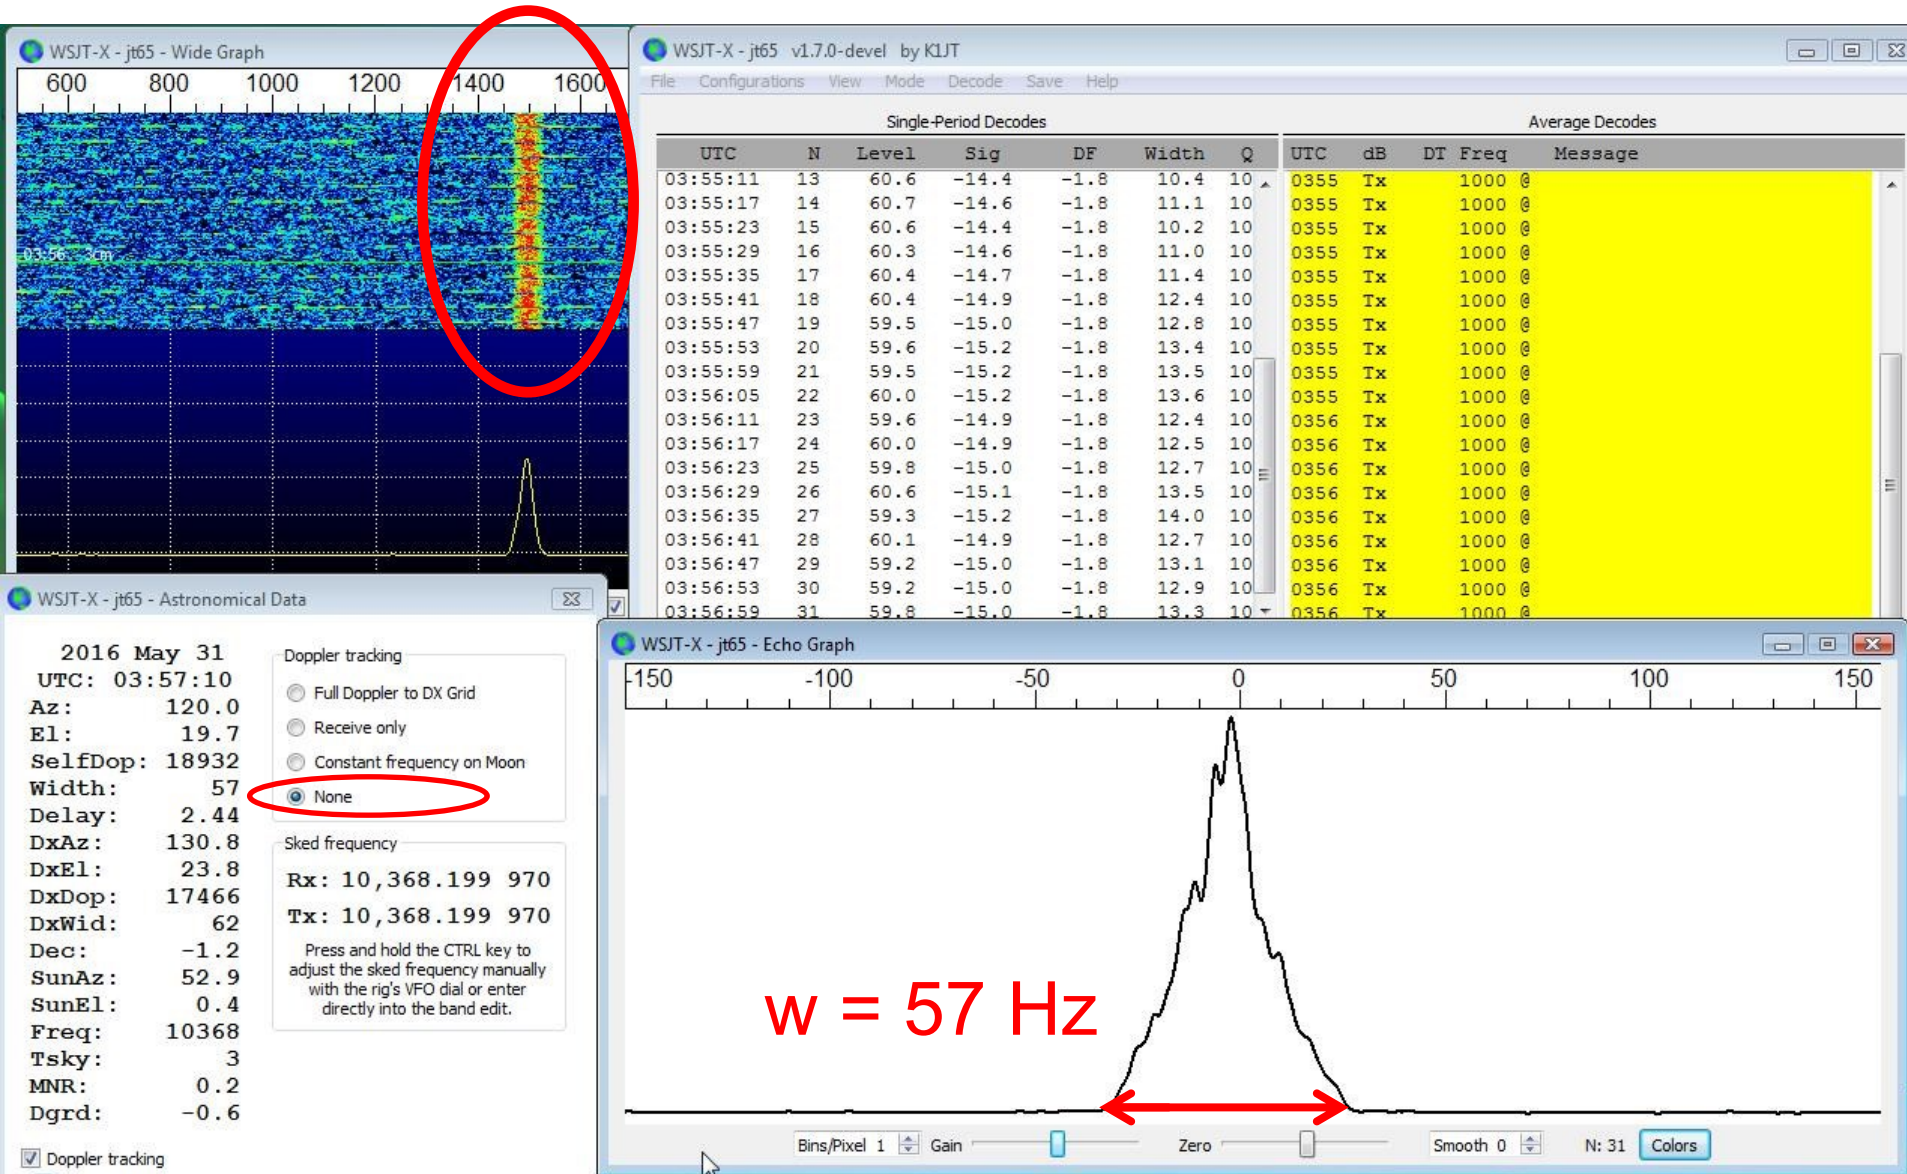 WSJT-X - jt65 - Wide Graph
600 800 1000 1200 1400 1600
03:56 3cm
WSJT-X - jt65 v1.7.0-devel by K1JT
File Configurations View Mode Decode Save Help
Single-Period Decodes Average Decodes
UTC N Level Sig DF Width Q UTC dB DT Freq Message
03:55:11 13 60.6 -14.4 -1.8 10.4 10 0355 Tx 1000 @
03:55:17 14 60.7 -14.6 -1.8 11.1 10 0355 Tx 1000 @
03:55:23 15 60.6 -14.4 -1.8 10.2 10 0355 Tx 1000 @
03:55:29 16 60.3 -14.6 -1.8 11.0 10 0355 Tx 1000 @
03:55:35 17 60.4 -14.7 -1.8 11.4 10 0355 Tx 1000 @
03:55:41 18 60.4 -14.9 -1.8 12.4 10 0355 Tx 1000 @
03:55:47 19 59.5 -15.0 -1.8 12.8 10 0355 Tx 1000 @
03:55:53 20 59.6 -15.2 -1.8 13.4 10 0355 Tx 1000 @
03:55:59 21 59.5 -15.2 -1.8 13.5 10 0355 Tx 1000 @
03:56:05 22 60.0 -15.2 -1.8 13.6 10 0355 Tx 1000 @
03:56:11 23 59.6 -14.9 -1.8 12.4 10 0356 Tx 1000 @
03:56:17 24 60.0 -14.9 -1.8 12.5 10 0356 Tx 1000 @
03:56:23 25 59.8 -15.0 -1.8 12.7 10 0356 Tx 1000 @
03:56:29 26 60.6 -15.1 -1.8 13.5 10 0356 Tx 1000 @
03:56:35 27 59.3 -15.2 -1.8 14.0 10 0356 Tx 1000 @
03:56:41 28 60.1 -14.9 -1.8 12.7 10 0356 Tx 1000 @
03:56:47 29 59.2 -15.0 -1.8 13.1 10 0356 Tx 1000 @
03:56:53 30 59.2 -15.0 -1.8 12.9 10 0356 Tx 1000 @
03:56:59 31 59.8 -15.0 -1.8 13.3 10 0356 Tx 1000 @
WSJT-X - jt65 - Astronomical Data
2016 May 31
UTC: 03:57:10
Az: 120.0
El: 19.7
SelfDop: 18932
Width: 57
Delay: 2.44
DxAz: 130.8
DxEl: 23.8
DxDop: 17466
DxWid: 62
Dec: -1.2
SunAz: 52.9
SunEl: 0.4
Freq: 10368
Tsky: 3
MNR: 0.2
Dgrd: -0.6
Doppler tracking
Doppler tracking
Full Doppler to DX Grid
Receive only
Constant frequency on Moon
None
Sked frequency
Rx: 10,368.199 970
Tx: 10,368.199 970
Press and hold the CTRL key to
adjust the sked frequency manually
with the rig's VFO dial or enter
directly into the band edit.
WSJT-X - jt65 - Echo Graph
-150 -100 -50 0 50 100 150
w = 57 Hz
Bins/Pixel 1 Gain Zero Smooth 0 N: 31 Colors